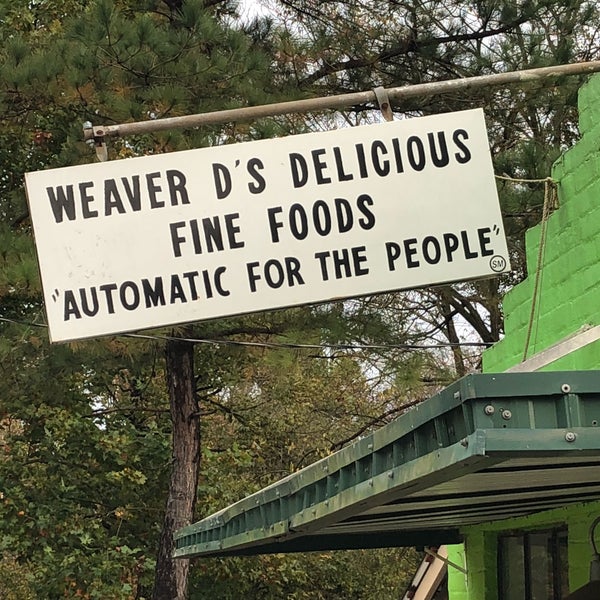 WEAVER D'S DELICIOUS
FINE FOODS
"AUTOMATIC FOR THE PEOPLE"
SM